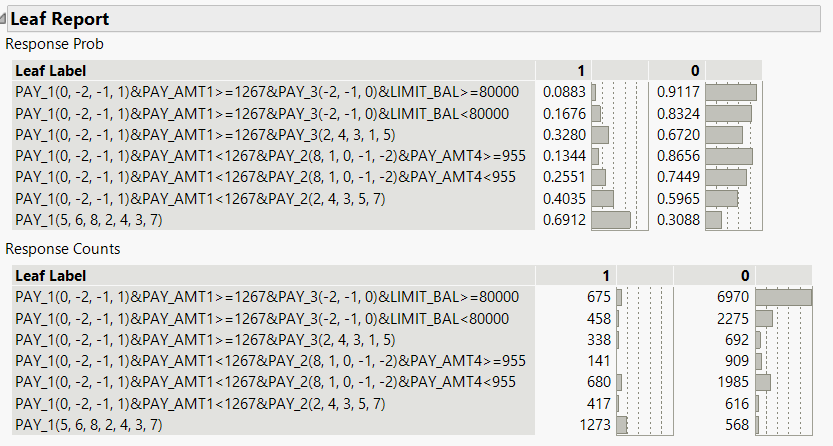 Leaf Report
Response Prob
Leaf Label 1 0
PAY_1(0, -2, -1, 1)&PAY_AMT1>=1267&PAY_3(-2, -1, 0)&LIMIT_BAL>=80000 0.0883 0.9117
PAY_1(0, -2, -1, 1)&PAY_AMT1>=1267&PAY_3(-2, -1, 0)&LIMIT_BAL<80000 0.1676 0.8324
PAY_1(0, -2, -1, 1)&PAY_AMT1>=1267&PAY_3(2, 4, 3, 1, 5) 0.3280 0.6720
PAY_1(0, -2, -1, 1)&PAY_AMT1<1267&PAY_2(8, 1, 0, -1, -2)&PAY_AMT4>=955 0.1344 0.8656
PAY_1(0, -2, -1, 1)&PAY_AMT1<1267&PAY_2(8, 1, 0, -1, -2)&PAY_AMT4<955 0.2551 0.7449
PAY_1(0, -2, -1, 1)&PAY_AMT1<1267&PAY_2(2, 4, 3, 5, 7) 0.4035 0.5965
PAY_1(5, 6, 8, 2, 4, 3, 7) 0.6912 0.3088
Response Counts
Leaf Label 1 0
PAY_1(0, -2, -1, 1)&PAY_AMT1>=1267&PAY_3(-2, -1, 0)&LIMIT_BAL>=80000 675 6970
PAY_1(0, -2, -1, 1)&PAY_AMT1>=1267&PAY_3(-2, -1, 0)&LIMIT_BAL<80000 458 2275
PAY_1(0, -2, -1, 1)&PAY_AMT1>=1267&PAY_3(2, 4, 3, 1, 5) 338 692
PAY_1(0, -2, -1, 1)&PAY_AMT1<1267&PAY_2(8, 1, 0, -1, -2)&PAY_AMT4>=955 141 909
PAY_1(0, -2, -1, 1)&PAY_AMT1<1267&PAY_2(8, 1, 0, -1, -2)&PAY_AMT4<955 680 1985
PAY_1(0, -2, -1, 1)&PAY_AMT1<1267&PAY_2(2, 4, 3, 5, 7) 417 616
PAY_1(5, 6, 8, 2, 4, 3, 7) 1273 568